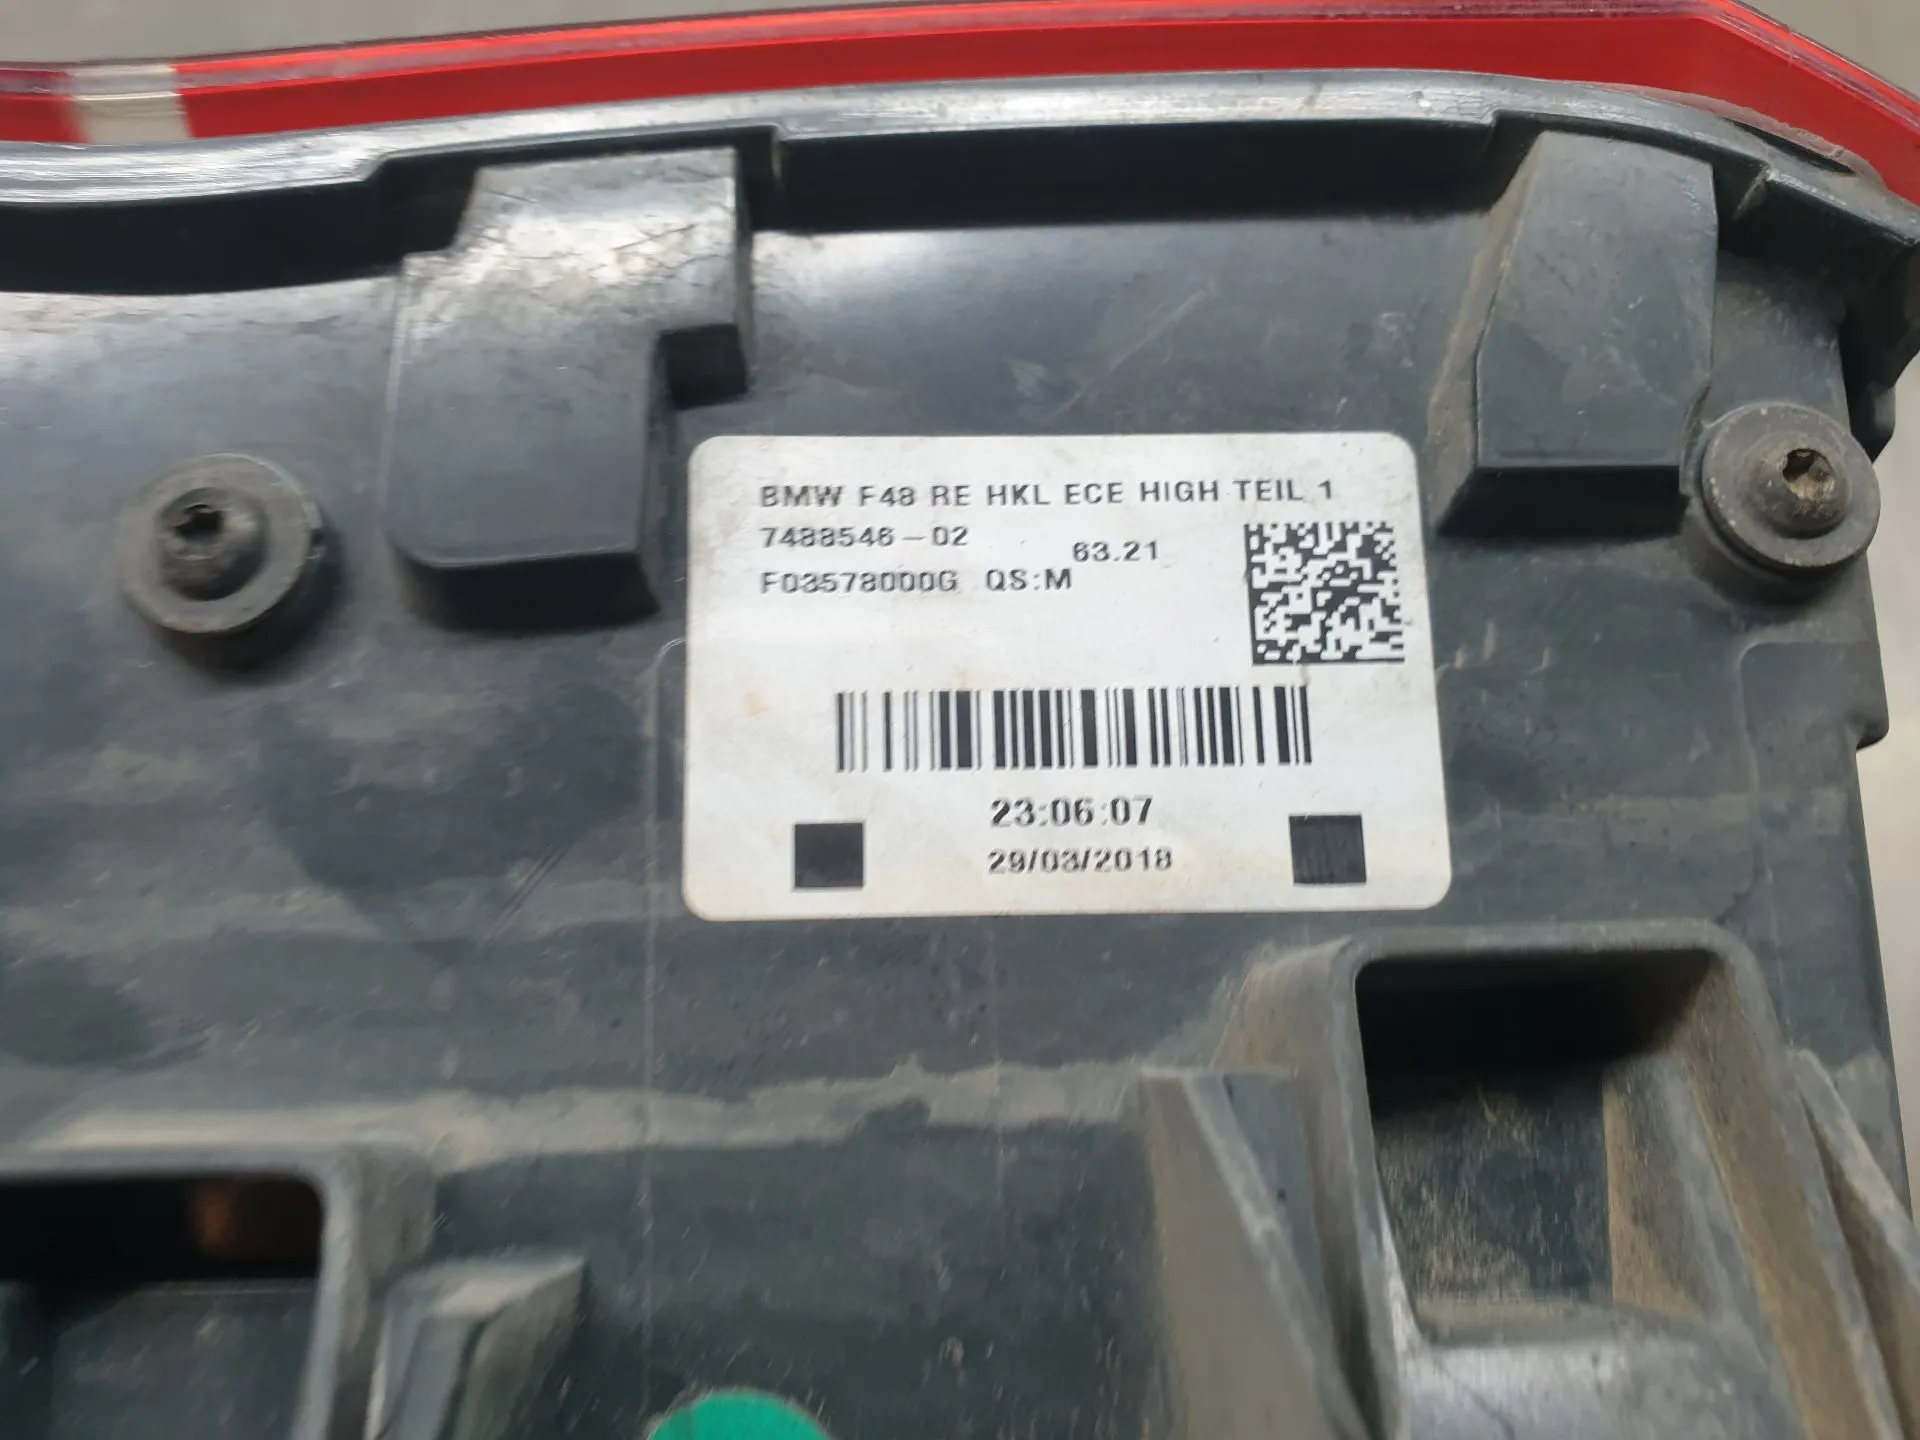 BMW F48 RE HKL ECE HIGH TEIL 1
7488546-02 63.21
F03578000G QS:M
23:06:07
29/03/2018